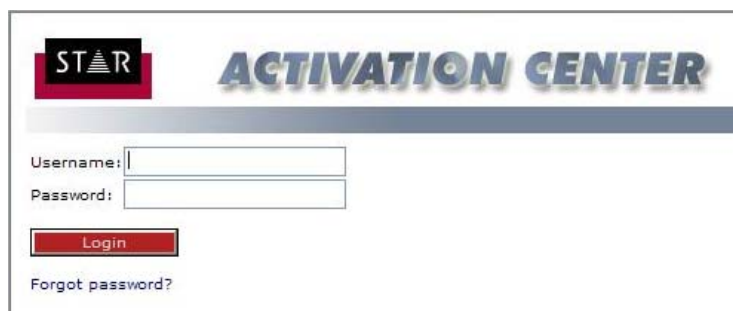 STAR
ACTIVATION CENTER
Username:
Password:
Login
Forgot password?